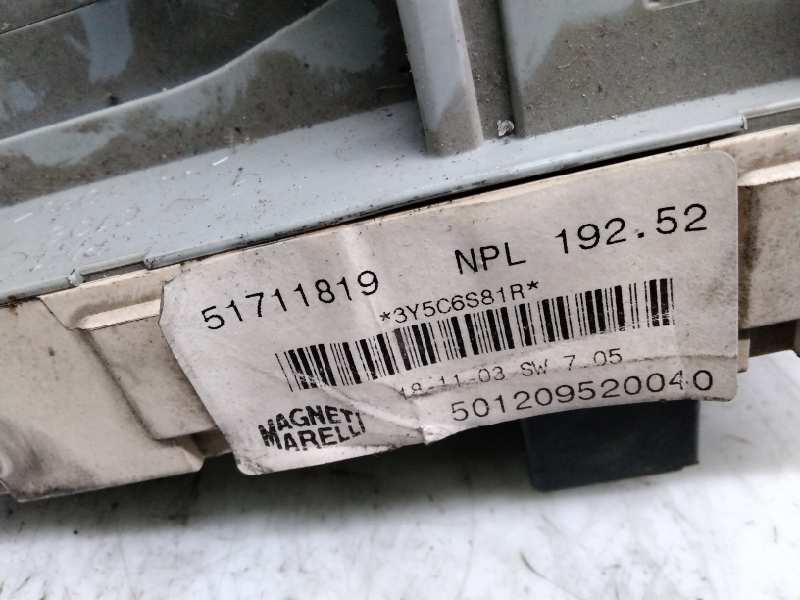 51711819 NPL 192.52
*3Y5C6S81R*
18-11-03 SW 7.05
501209520040
MAGNETI
MARELLI